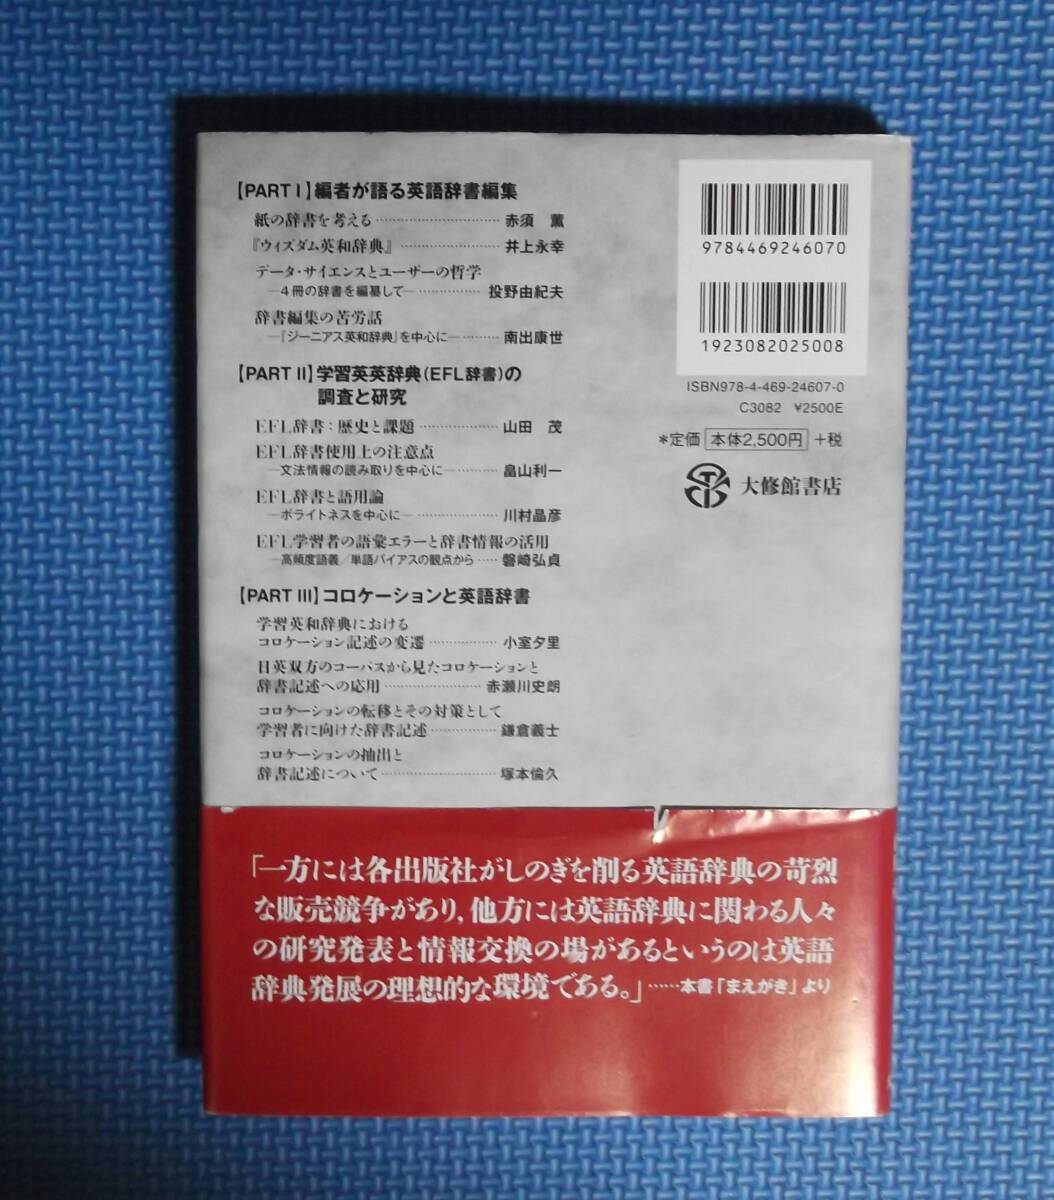 【PART I】編者が語る英語辞書編集
紙の辞書を考える…………………………赤須 薫
『ウィズダム英和辞典』……………………井上永幸
データ・サイエンスとユーザーの哲学
―4冊の辞書を編纂して―……………投野由紀夫
辞書編集の苦労話
―『ジーニアス英和辞典』を中心に―………南出康世
【PART II】学習英英辞典(EFL辞書)の
調査と研究
EFL辞書：歴史と課題………………山田 茂
EFL辞書使用上の注意点
―文法情報の読み取りを中心に―…………畠山利一
EFL辞書と語用論
―ポライトネスを中心に―………………川村晶彦
EFL学習者の語彙エラーと辞書情報の活用
―高頻度語義／単語バイアスの観点から……磐崎弘貞
【PART III】コロケーションと英語辞書
学習英和辞典における
コロケーション記述の変遷……………小室夕里
日英双方のコーパスから見たコロケーションと
辞書記述への応用……………………赤瀬川史朗
コロケーションの転移とその対策として
学習者に向けた辞書記述……………鎌倉義士
コロケーションの抽出と
辞書記述について………………………塚本倫久
9784469246070
1923082025008
ISBN978-4-469-24607-0
C3082 ¥2500E
*定価 本体2,500円 +税
大修館書店
「一方には各出版社がしのぎを削る英語辞典の苛烈
な販売競争があり,他方には英語辞典に関わる人々
の研究発表と情報交換の場があるというのは英語
辞典発展の理想的な環境である。」……本書「まえがき」より